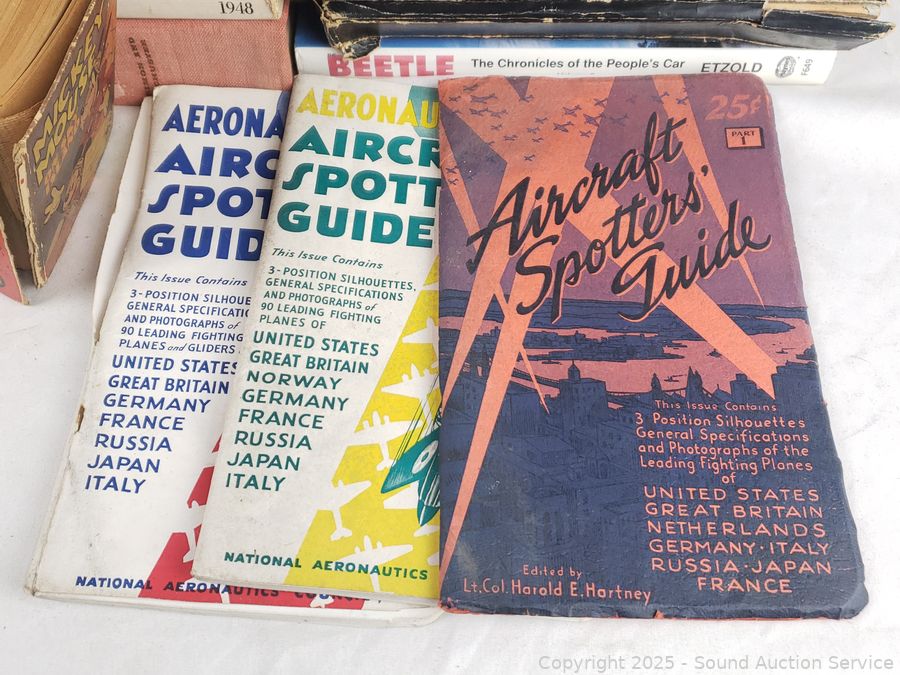 1948
BEETLE The Chronicles of the People's Car ETZOLD F649
MICKEY
MOUSE
AERONA
AIRC
SPOT
GUID
This Issue Contains
3-POSITION SILHOUE
GENERAL SPECIFICATIO
AND PHOTOGRAPHS of
90 LEADING FIGHTING
PLANES and GLIDERS
UNITED STATES
GREAT BRITAIN
GERMANY
FRANCE
RUSSIA
JAPAN
ITALY
NATIONAL AERONAUTICS COUNCIL
AERONAU
AIRCR
SPOTT
GUIDE
This Issue Contains
3-POSITION SILHOUETTES,
GENERAL SPECIFICATIONS
AND PHOTOGRAPHS of
90 LEADING FIGHTING
PLANES OF
UNITED STATES
GREAT BRITAIN
NORWAY
GERMANY
FRANCE
RUSSIA
JAPAN
ITALY
NATIONAL AERONAUTICS
25¢
PART
1
Aircraft
Spotters'
Guide
This Issue Contains
3 Position Silhouettes
General Specifications
and Photographs of the
Leading Fighting Planes
of
UNITED STATES
GREAT BRITAIN
NETHERLANDS
GERMANY·ITALY
RUSSIA·JAPAN
FRANCE
Edited by
Lt. Col. Harold E. Hartney
Copyright 2025 - Sound Auction Service